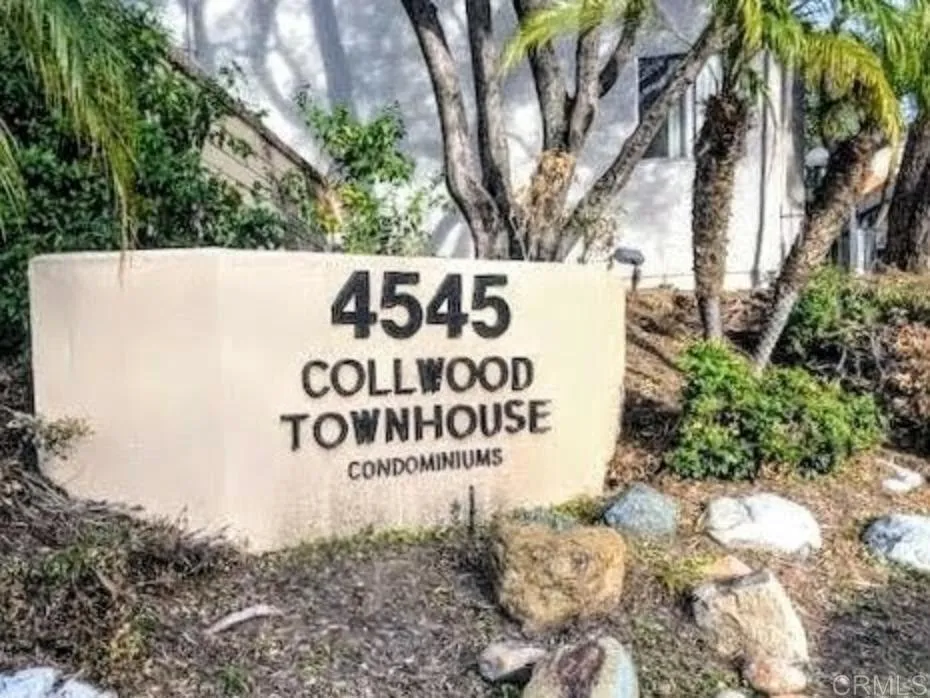 4545
COLLWOOD
TOWNHOUSE
CONDOMINIUMS
CRMLS